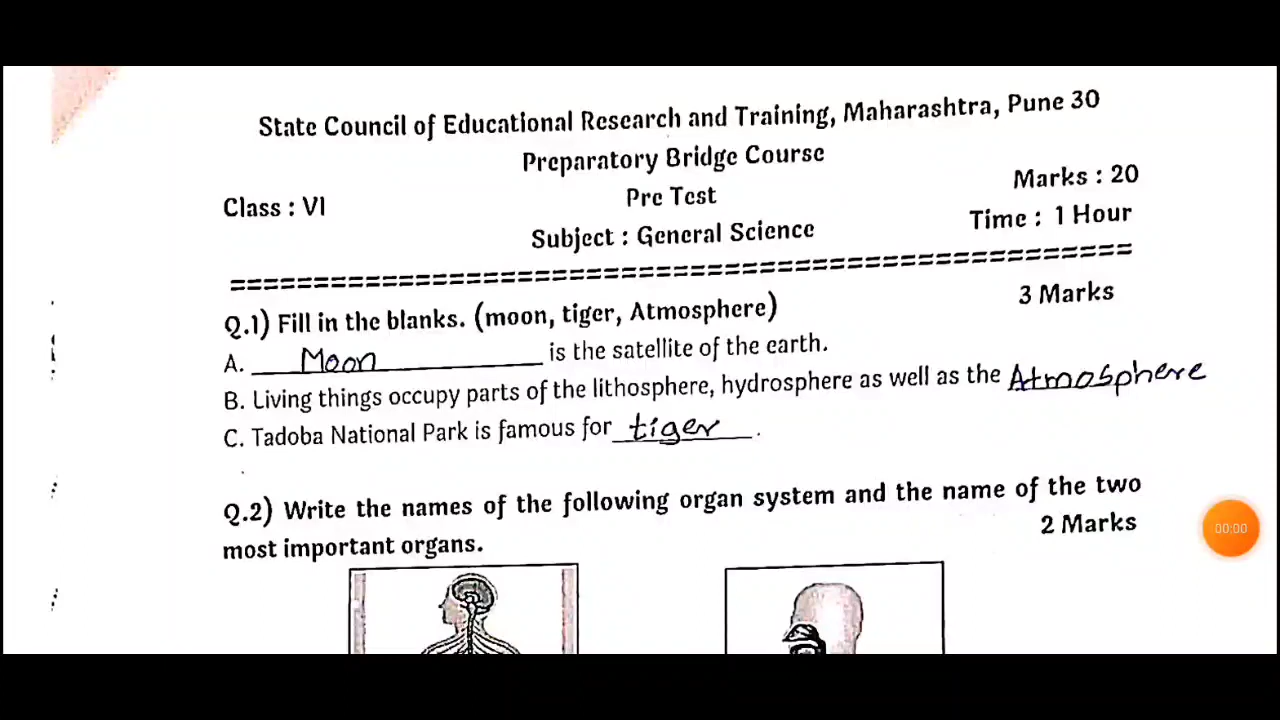 State Council of Educational Research and Training, Maharashtra, Pune 30
Preparatory Bridge Course
Class : VI
Pre Test
Marks : 20
Subject : General Science
Time : 1 Hour
==================================================
Q.1) Fill in the blanks. (moon, tiger, Atmosphere)
3 Marks
A. Moon is the satellite of the earth.
B. Living things occupy parts of the lithosphere, hydrosphere as well as the Atmosphere
C. Tadoba National Park is famous for tiger.
Q.2) Write the names of the following organ system and the name of the two
most important organs.
2 Marks
00:00